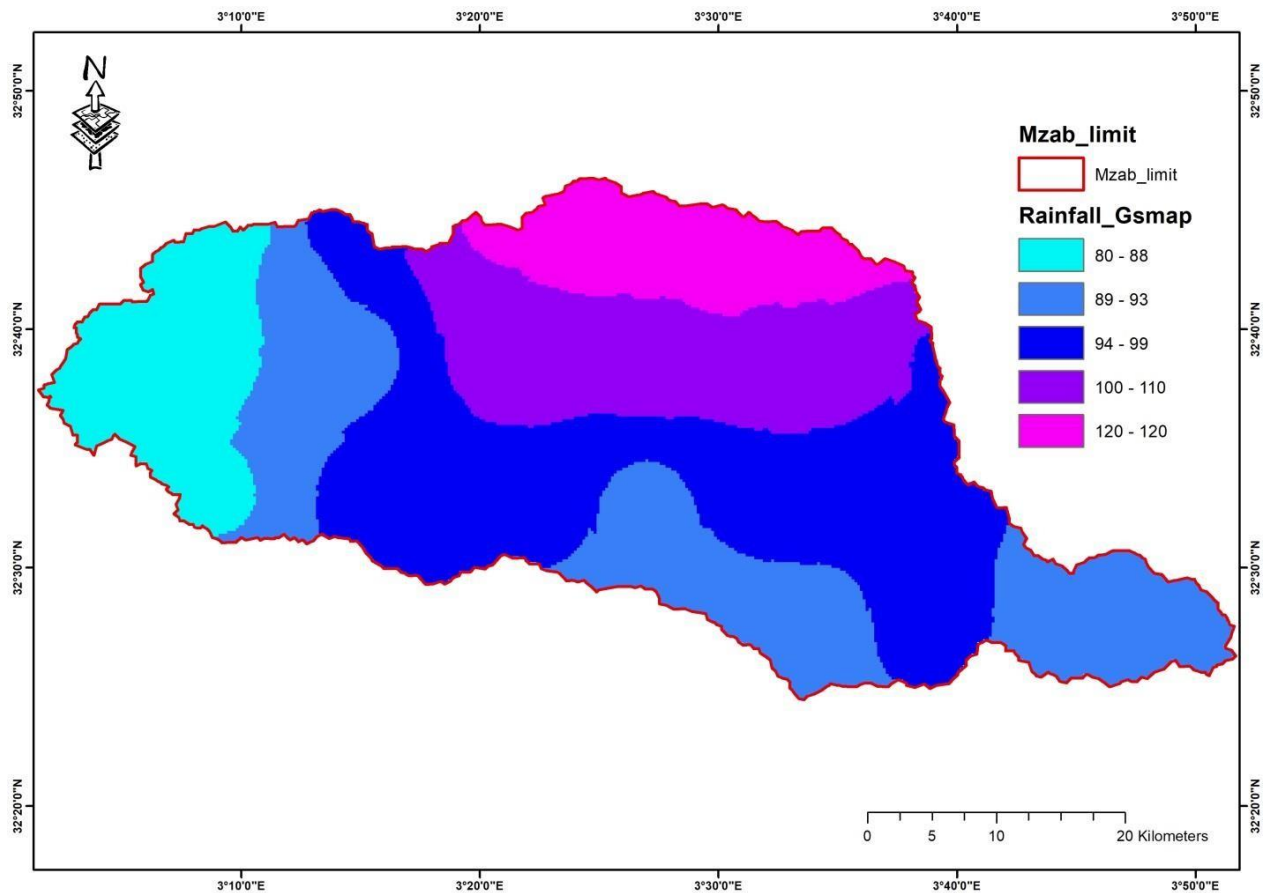 3°10'0"E 3°20'0"E 3°30'0"E 3°40'0"E 3°50'0"E
N
32°50'0"N 32°50'0"N
Mzab_limit
Mzab_limit
Rainfall_Gsmap
80 - 88
89 - 93
32°40'0"N 32°40'0"N
94 - 99
100 - 110
120 - 120
32°30'0"N 32°30'0"N
32°20'0"N 32°20'0"N
0 5 10 20 Kilometers
3°10'0"E 3°20'0"E 3°30'0"E 3°40'0"E 3°50'0"E